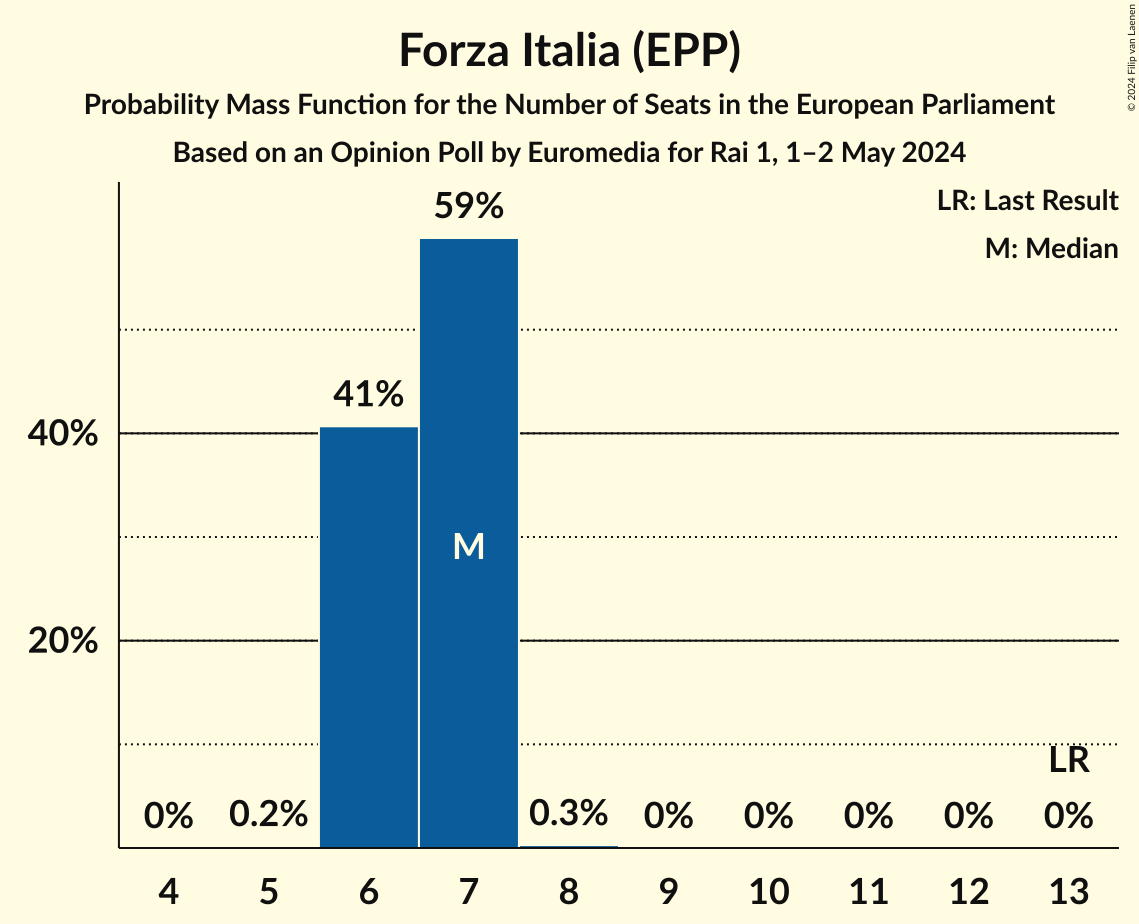 Forza Italia (EPP)
Probability Mass Function for the Number of Seats in the European Parliament
Based on an Opinion Poll by Euromedia for Rai 1, 1–2 May 2024
© 2024 Filip van Laenen
LR: Last Result
M: Median
59%
41%
40%
M
20%
LR
0% 0.2% 0.3% 0% 0% 0% 0% 0%
4 5 6 7 8 9 10 11 12 13